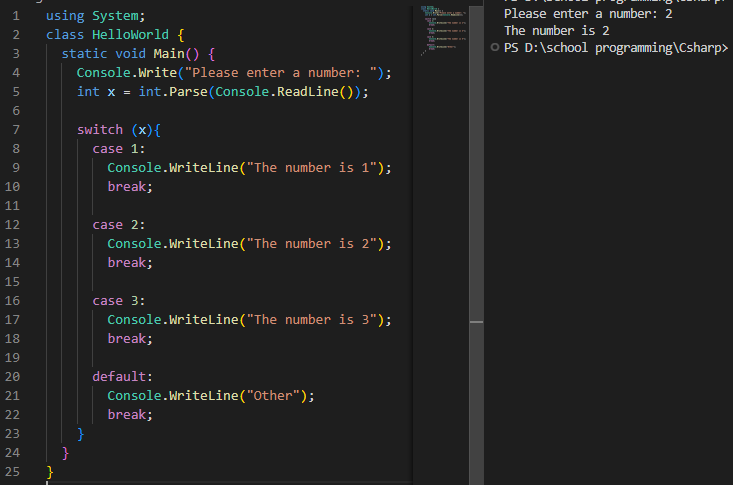 1 using System;
2 class HelloWorld {
3 static void Main() {
4 Console.Write("Please enter a number: ");
5 int x = int.Parse(Console.ReadLine());
6
7 switch (x){
8 case 1:
9 Console.WriteLine("The number is 1");
10 break;
11
12 case 2:
13 Console.WriteLine("The number is 2");
14 break;
15
16 case 3:
17 Console.WriteLine("The number is 3");
18 break;
19
20 default:
21 Console.WriteLine("Other");
22 break;
23 }
24 }
25 }
Please enter a number: 2
The number is 2
PS D:\school programming\Csharp>